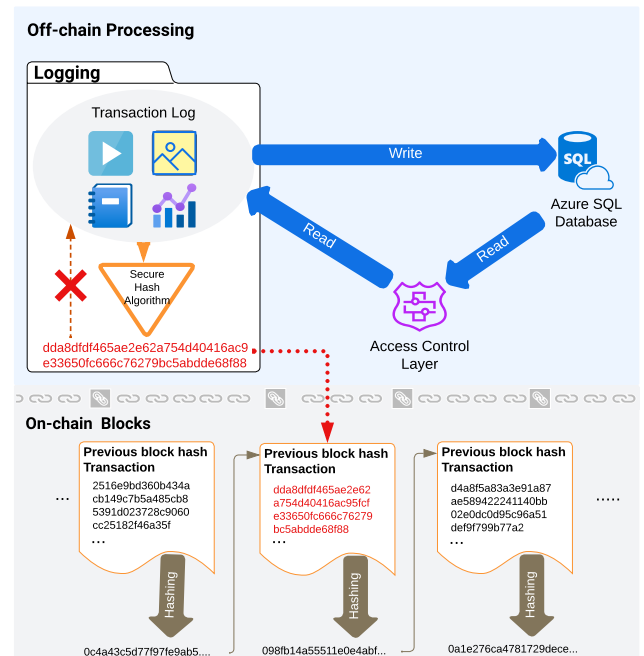 Off-chain Processing
Logging
Transaction Log
Write
SQL
Azure SQL
Database
Read
Read
Secure
Hash
Algorithm
Access Control
Layer
dda8dfdf465ae2e62a754d40416ac9
e33650fc666c76279bc5abdde68f88
On-chain Blocks
Previous block hash
Transaction
2516e9bd360b434a
cb149c7b5a485cb8
5391d023728c9060
cc25182f46a35f
...
Previous block hash
Transaction
dda8dfdf465ae2e62
a754d40416ac95fcf
e33650fc666c76279
bc5abdde68f88
...
Previous block hash
Transaction
d4a8f5a83a3e91a87
ae589422241140bb
02e0dc0d95c96a51
def9f799b77a2
...
...
.....
Hashing
Hashing
Hashing
0c4a43c5d77f97fe9ab5....
098fb14a55511e0e4abf...
0a1e276ca4781729dece...